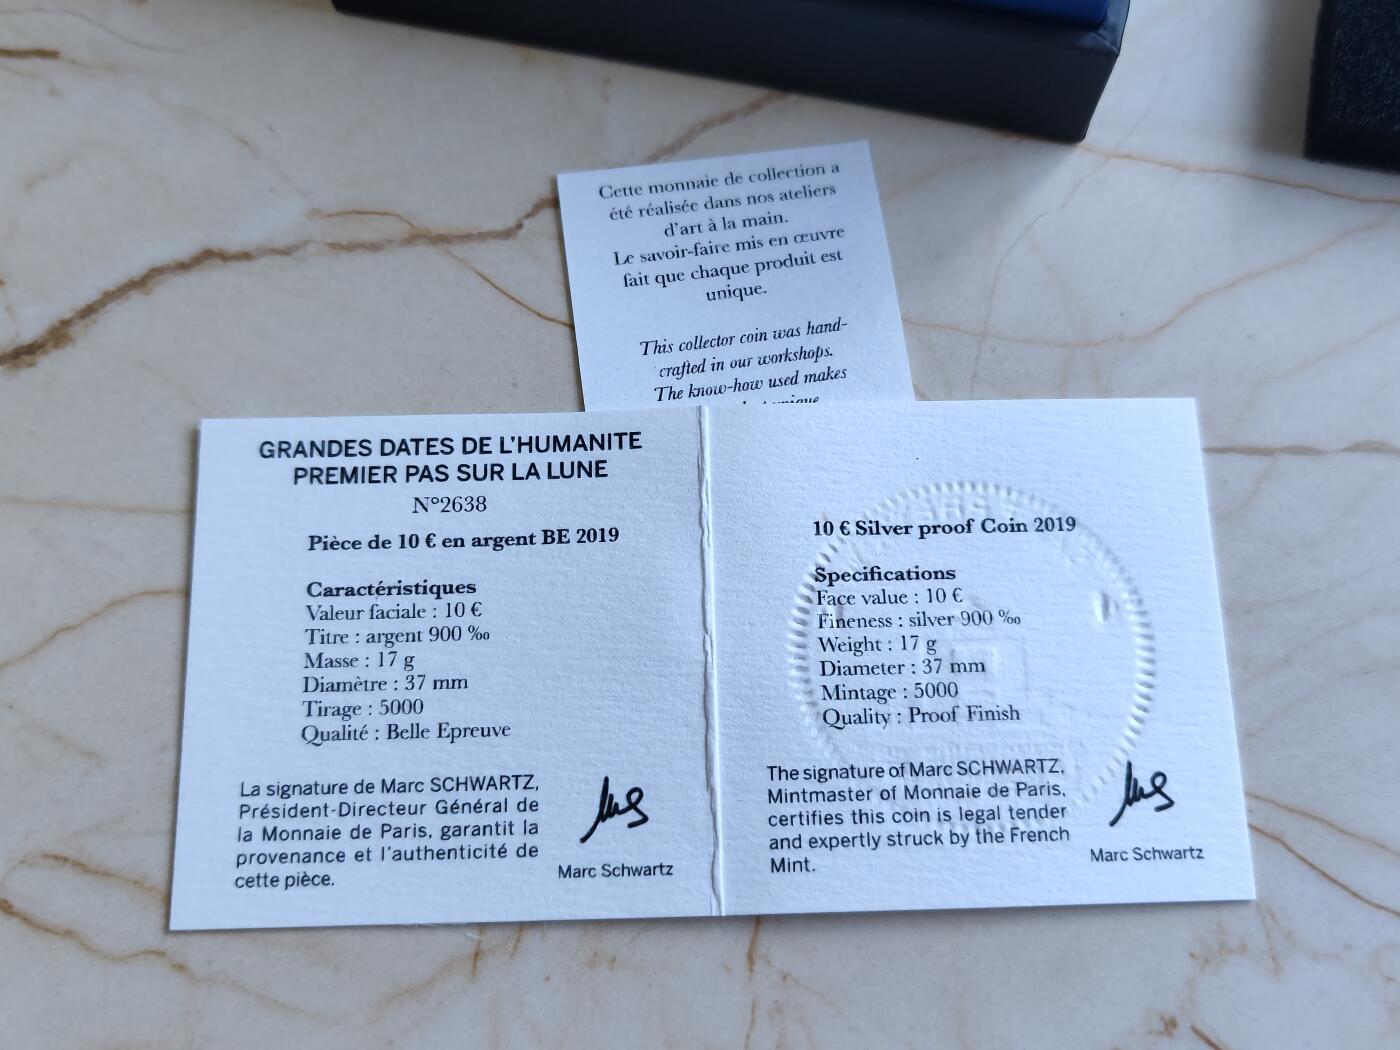 Cette monnaie de collection a
été réalisée dans nos ateliers
d'art à la main.
Le savoir-faire mis en œuvre
fait que chaque produit est
unique.
This collector coin was hand-
crafted in our workshops.
The know-how used makes
unique
GRANDES DATES DE L'HUMANITE
PREMIER PAS SUR LA LUNE
N°2638
Pièce de 10 € en argent BE 2019
Caractéristiques
Valeur faciale : 10 €
Titre : argent 900 ‰
Masse : 17 g
Diamètre : 37 mm
Tirage : 5000
Qualité : Belle Epreuve
La signature de Marc SCHWARTZ,
Président-Directeur Général de
la Monnaie de Paris, garantit la
provenance et l'authenticité de
cette pièce.
Marc Schwartz
10 € Silver proof Coin 2019
Specifications
Face value : 10 €
Fineness : silver 900 ‰
Weight : 17 g
Diameter : 37 mm
Mintage : 5000
Quality : Proof Finish
The signature of Marc SCHWARTZ,
Mintmaster of Monnaie de Paris,
certifies this coin is legal tender
and expertly struck by the French
Mint.
Marc Schwartz